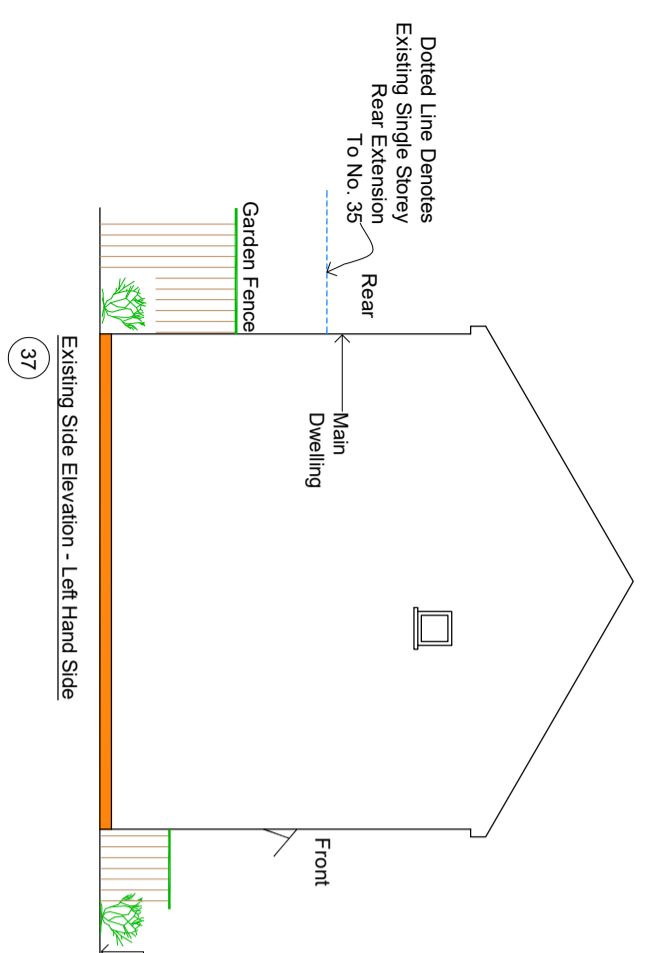 Dotted Line Denotes
Existing Single Storey
Rear Extension
To No. 35
Rear
Garden Fence
Main
Dwelling
Front
Existing Side Elevation - Left Hand Side
37